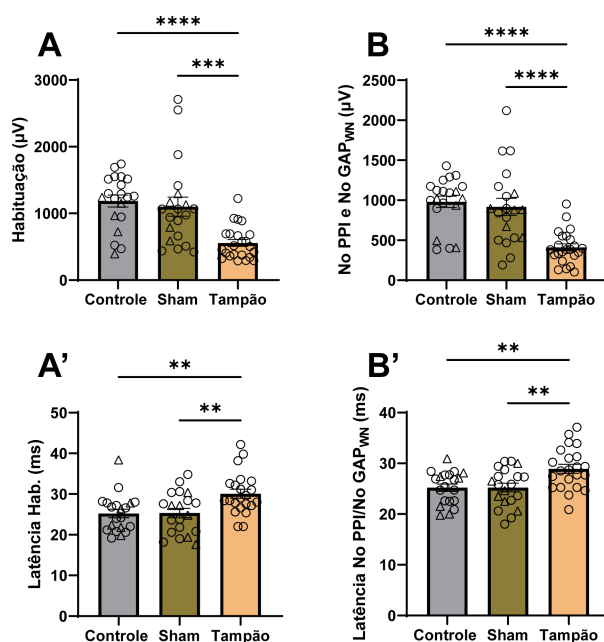 A
****
***
Habituação (µV)
3000
2000
1000
0
Controle Sham Tampão
B
****
****
No PPI e No GAPWN (µV)
2500
2000
1500
1000
500
0
Controle Sham Tampão
A'
**
**
Latência Hab. (ms)
50
40
30
20
10
0
Controle Sham Tampão
B'
**
**
Latência No PPI/No GAPWN (ms)
40
30
20
10
0
Controle Sham Tampão